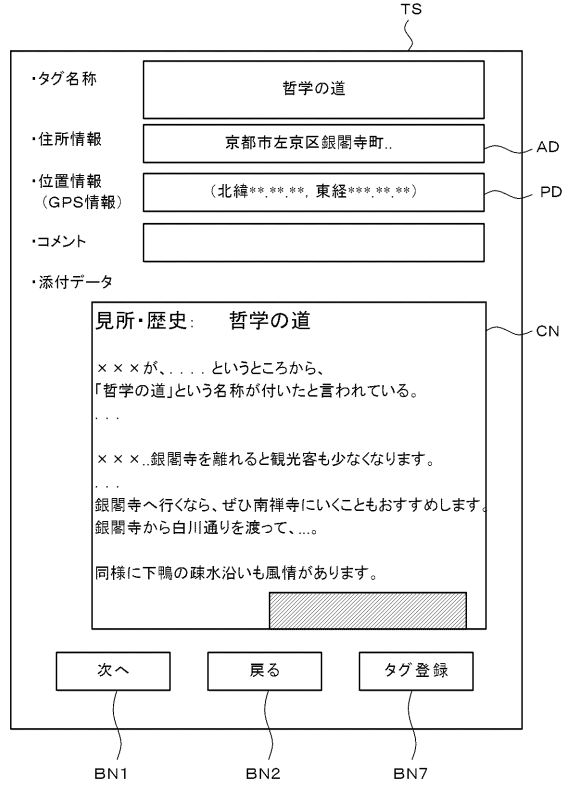 TS
・タグ名称
哲学の道
・住所情報
京都市左京区銀閣寺町..
AD
・位置情報
（GPS情報）
（北緯**.**.**, 東経***.**.**）
PD
・コメント
・添付データ
見所・歴史: 哲学の道
CN
×××が、....というところから、
「哲学の道」という名称が付いたと言われている。
...
×××..銀閣寺を離れると観光客も少なくなります。
...
銀閣寺へ行くなら、ぜひ南禅寺にいくこともおすすめします。
銀閣寺から白川通りを渡って、...。
同様に下鴨の疎水沿いも風情があります。
次へ
戻る
タグ登録
BN1
BN2
BN7